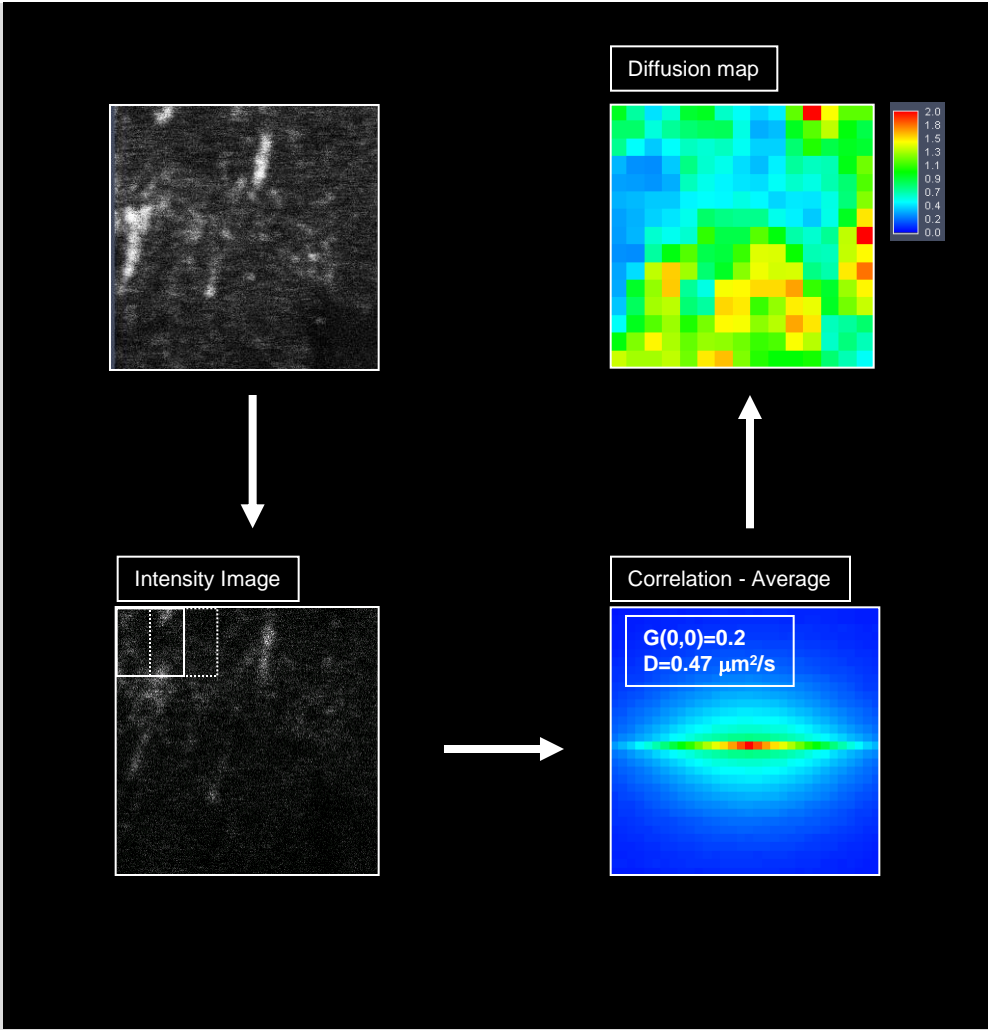 Diffusion map
2.0
1.8
1.5
1.3
1.1
0.9
0.7
0.4
0.2
0.0
Intensity Image
Correlation - Average
G(0,0)=0.2
D=0.47 μm²/s